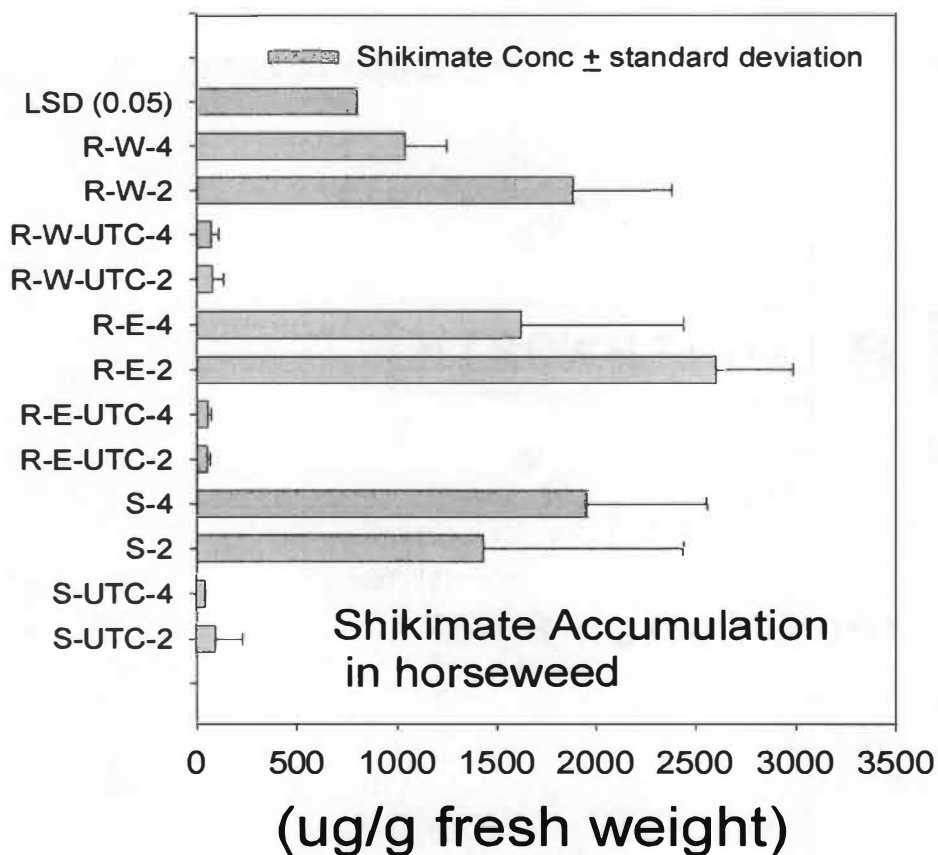 Shikimate Conc ± standard deviation
LSD (0.05)
R-W-4
R-W-2
R-W-UTC-4
R-W-UTC-2
R-E-4
R-E-2
R-E-UTC-4
R-E-UTC-2
S-4
S-2
S-UTC-4
S-UTC-2
Shikimate Accumulation
in horseweed
0 500 1000 1500 2000 2500 3000 3500
(ug/g fresh weight)